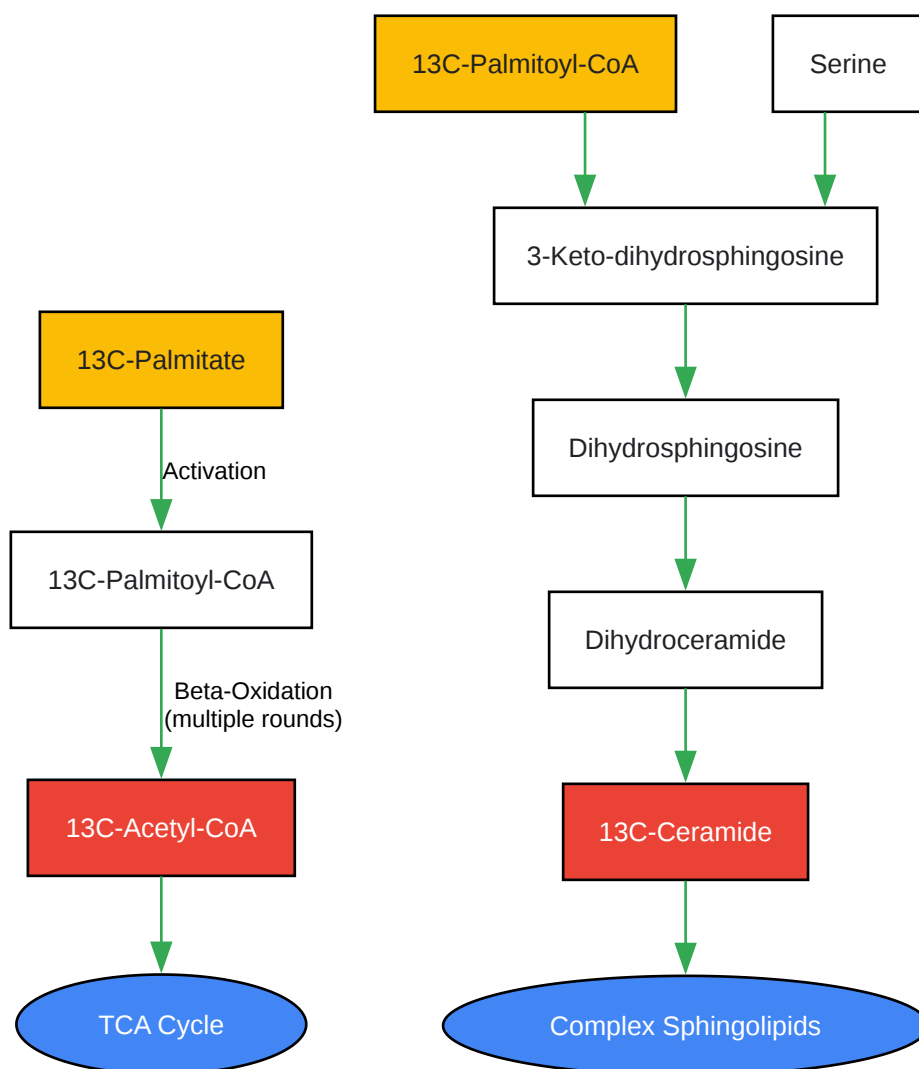 13C-Palmitoyl-CoA
Serine
3-Keto-dihydrosphingosine
13C-Palmitate
Dihydrosphingosine
Activation
13C-Palmitoyl-CoA
Dihydroceramide
Beta-Oxidation
(multiple rounds)
13C-Acetyl-CoA
13C-Ceramide
TCA Cycle
Complex Sphingolipids